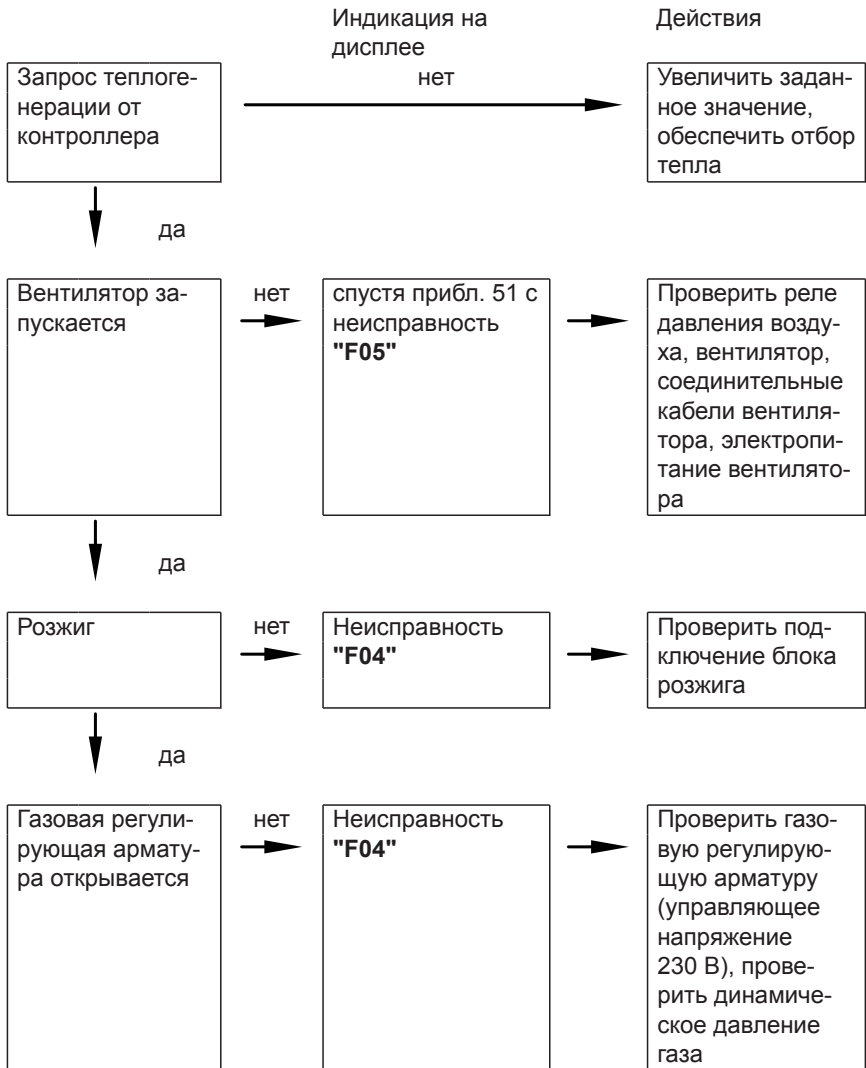 Индикация на
дисплее
Действия
Запрос теплоге-
нерации от
контроллера
нет
Увеличить задан-
ное значение,
обеспечить отбор
тепла
да
Вентилятор за-
пускается
нет
спустя прибл. 51 с
неисправность
"F05"
Проверить реле
давления возду-
ха, вентилятор,
соединительные
кабели вентиля-
тора, электропи-
тание вентилято-
ра
да
Розжиг
нет
Неисправность
"F04"
Проверить под-
ключение блока
розжига
да
Газовая регули-
рующая армату-
ра открывается
нет
Неисправность
"F04"
Проверить газо-
вую регулирую-
щую арматуру
(управляющее
напряжение
230 В), прове-
рить динамиче-
ское давление
газа